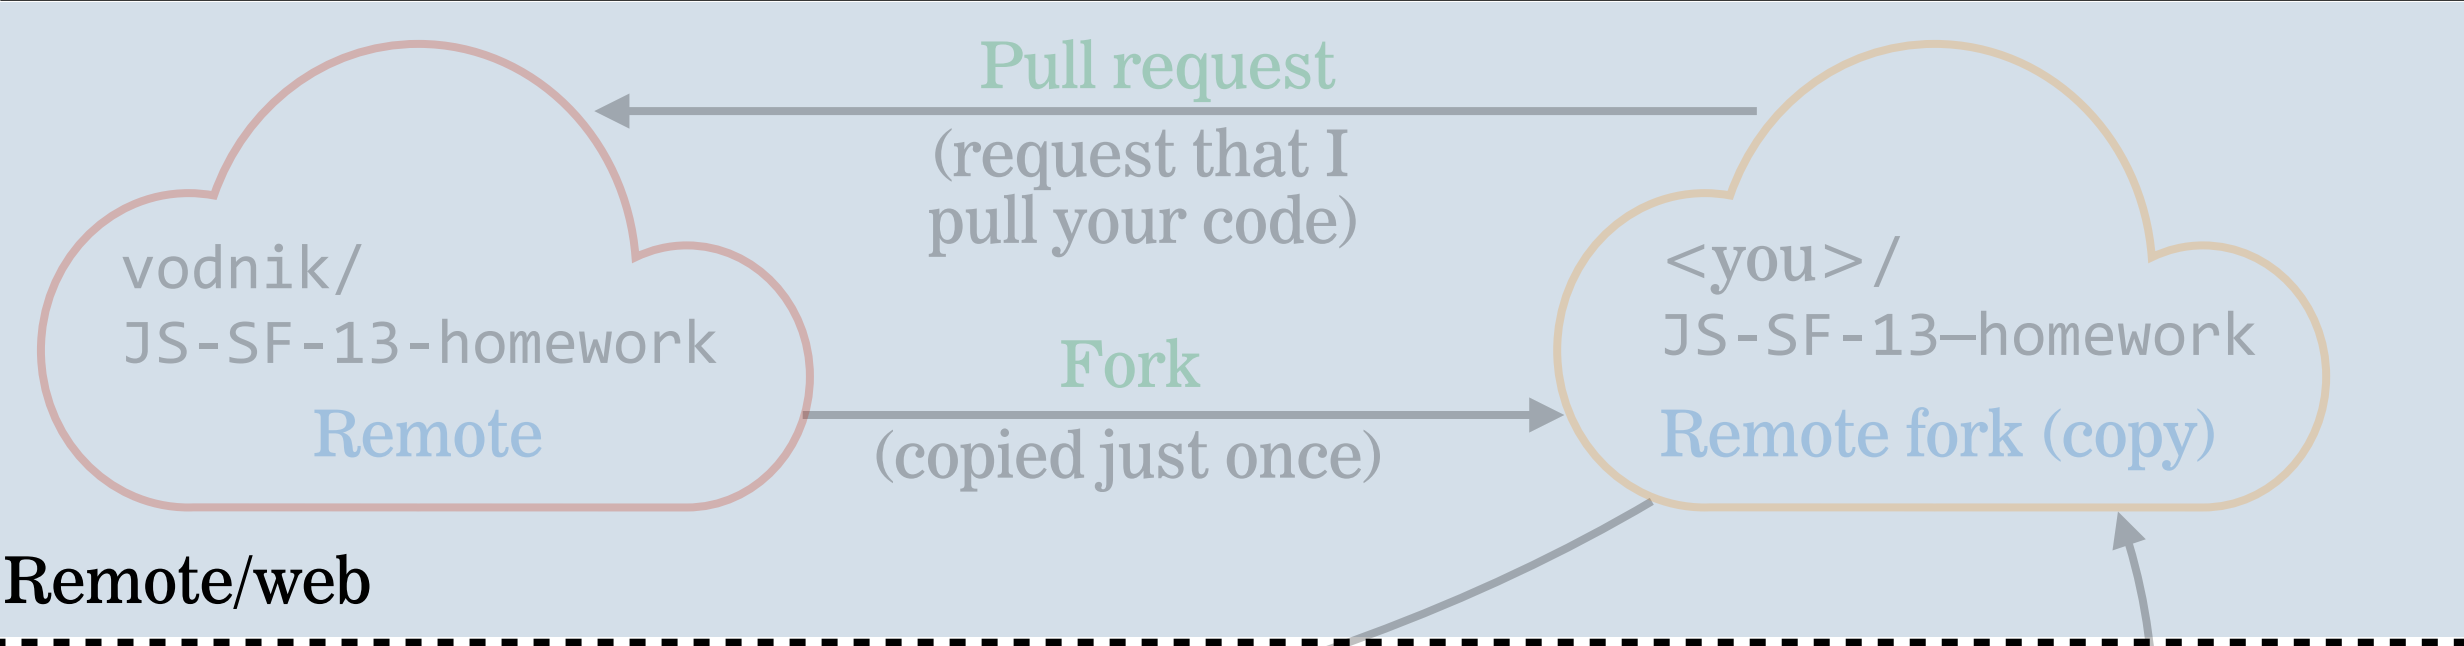 Pull request
(request that I
pull your code)
vodnik/
JS-SF-13-homework
Remote
Fork
(copied just once)
<you>/
JS-SF-13—homework
Remote fork (copy)
Remote/web